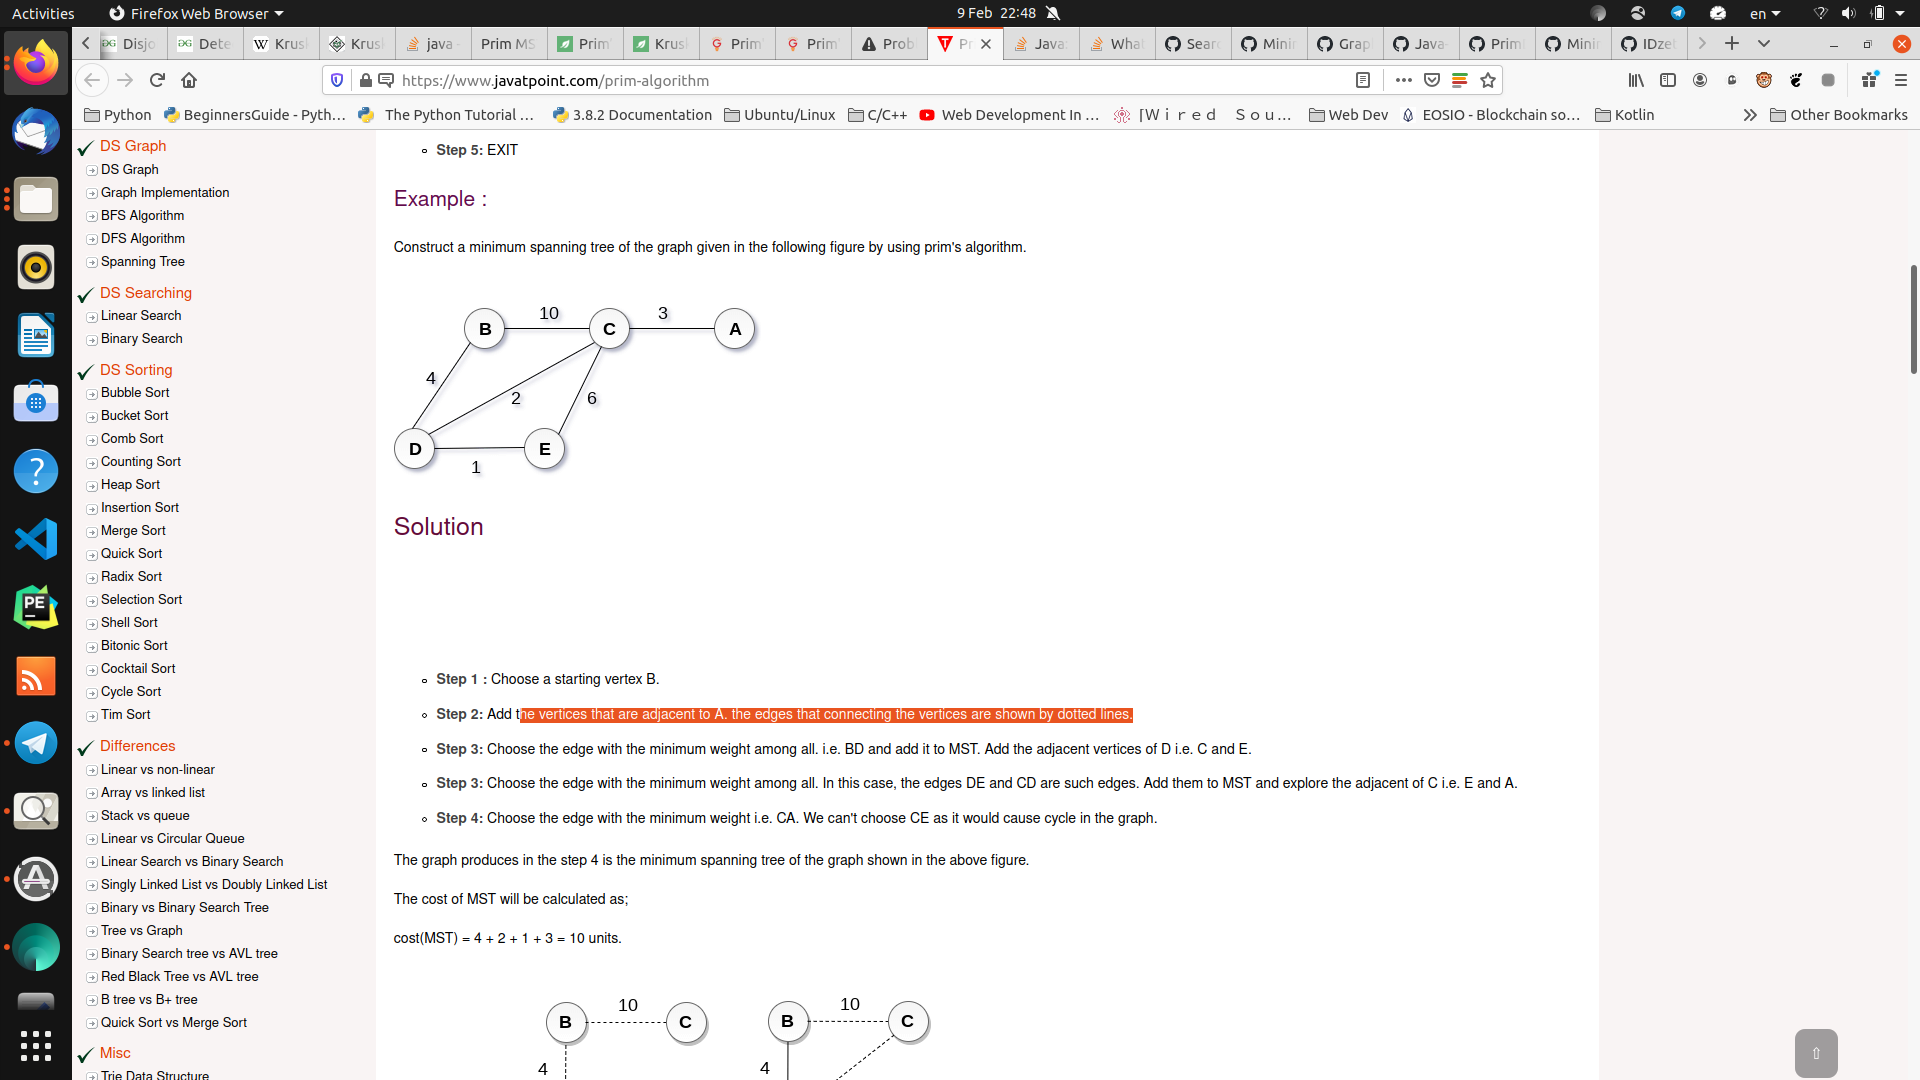 Activities
Firefox Web Browser
9 Feb 22:48
en
Disjo
Dete
Krus
Krus
java
Prim MS
Prim
Krus
Prim
Prim
Prob
Pr
Java
Wha
Sear
Mini
Grap
Java-
Prim
Mini
IDze
https://www.javatpoint.com/prim-algorithm
Python
BeginnersGuide - Pyth...
The Python Tutorial ...
3.8.2 Documentation
Ubuntu/Linux
C/C++
Web Development In ...
[W i r e d   S o u ...
Web Dev
EOSIO - Blockchain so...
Kotlin
Other Bookmarks
DS Graph
DS Graph
Graph Implementation
BFS Algorithm
DFS Algorithm
Spanning Tree
DS Searching
Linear Search
Binary Search
DS Sorting
Bubble Sort
Bucket Sort
Comb Sort
Counting Sort
Heap Sort
Insertion Sort
Merge Sort
Quick Sort
Radix Sort
Selection Sort
Shell Sort
Bitonic Sort
Cocktail Sort
Cycle Sort
Tim Sort
Differences
Linear vs non-linear
Array vs linked list
Stack vs queue
Linear vs Circular Queue
Linear Search vs Binary Search
Singly Linked List vs Doubly Linked List
Binary vs Binary Search Tree
Tree vs Graph
Binary Search tree vs AVL tree
Red Black Tree vs AVL tree
B tree vs B+ tree
Quick Sort vs Merge Sort
Misc
Trie Data Structure
Step 5: EXIT
Example :
Construct a minimum spanning tree of the graph given in the following figure by using prim's algorithm.
B 10 C 3 A
4
2 6
D E
1
Solution
Step 1 : Choose a starting vertex B.
Step 2: Add the vertices that are adjacent to A. the edges that connecting the vertices are shown by dotted lines.
Step 3: Choose the edge with the minimum weight among all. i.e. BD and add it to MST. Add the adjacent vertices of D i.e. C and E.
Step 3: Choose the edge with the minimum weight among all. In this case, the edges DE and CD are such edges. Add them to MST and explore the adjacent of C i.e. E and A.
Step 4: Choose the edge with the minimum weight i.e. CA. We can't choose CE as it would cause cycle in the graph.
The graph produces in the step 4 is the minimum spanning tree of the graph shown in the above figure.
The cost of MST will be calculated as;
cost(MST) = 4 + 2 + 1 + 3 = 10 units.
B 10 C
4
B 10 C
4
PE